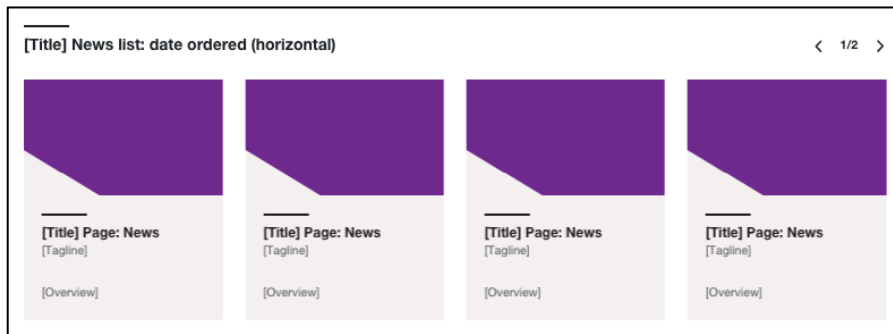 [Title] News list: date ordered (horizontal)
1/2
[Title] Page: News
[Tagline]
[Overview]
[Title] Page: News
[Tagline]
[Overview]
[Title] Page: News
[Tagline]
[Overview]
[Title] Page: News
[Tagline]
[Overview]